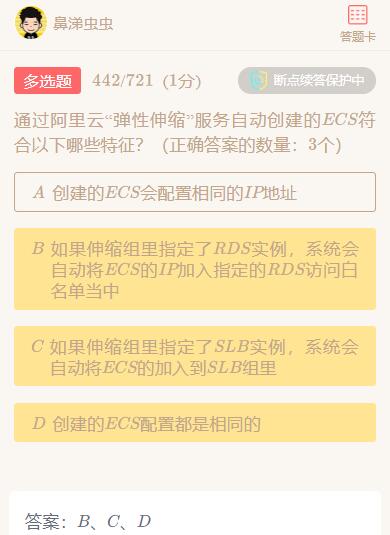 鼻涕虫虫
答题卡
多选题 442/721 (1分)
断点续答保护中
通过阿里云“弹性伸缩”服务自动创建的ECS符
合以下哪些特征？(正确答案的数量：3个)
A 创建的ECS会配置相同的IP地址
B 如果伸缩组里指定了RDS实例，系统会
自动将ECS的IP加入指定的RDS访问白
名单当中
C 如果伸缩组里指定了SLB实例，系统会
自动将ECS的加入到SLB组里
D 创建的ECS配置都是相同的
答案：B、C、D